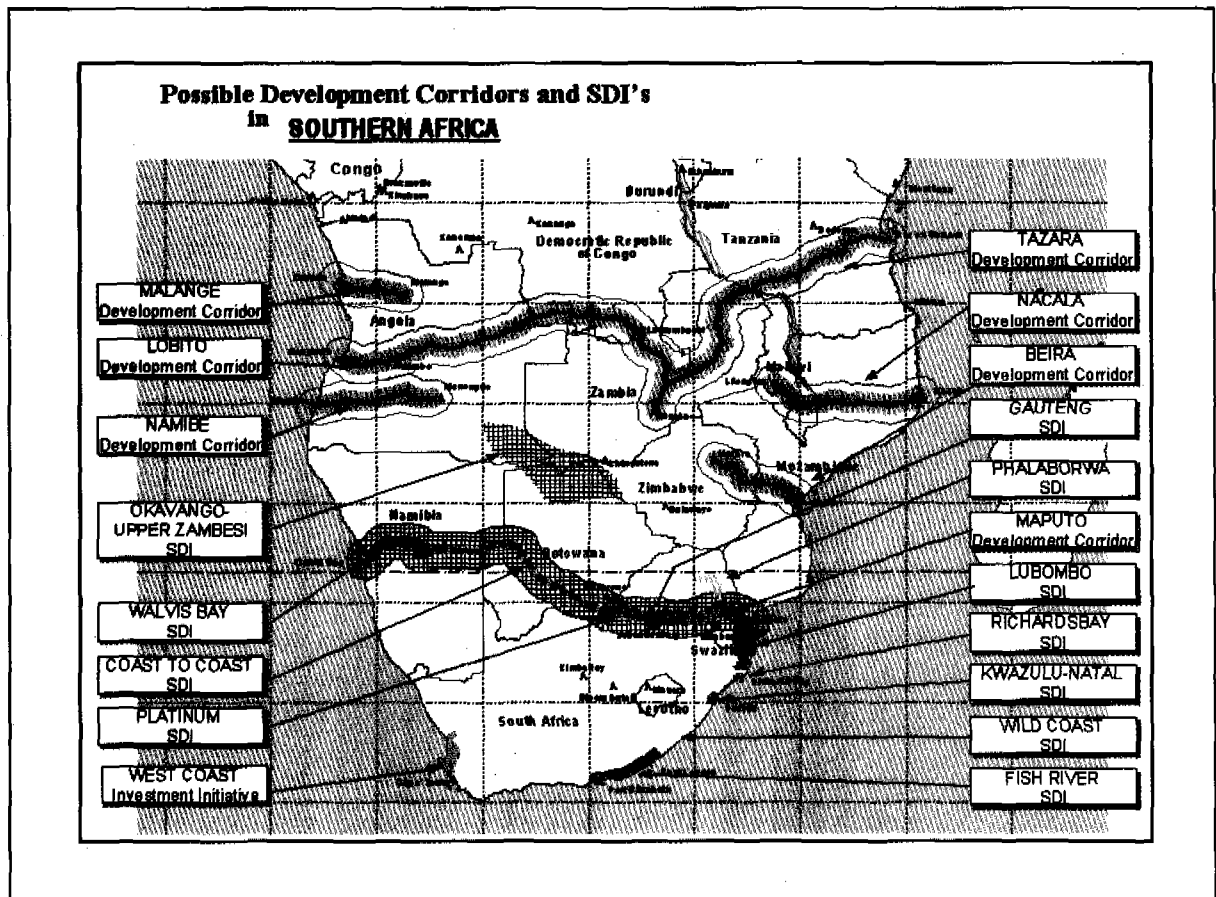 Possible Development Corridors and SDI's
in SOUTHERN AFRICA
Congo
Burundi
Democratic Republic
of Congo
Tanzania
Angola
Zambia
Malawi
Mozambique
Zimbabwe
Namibia
Botswana
Swazil
South Africa
Lesotho
MALANGE
Development Corridor
LOBITO
Development Corridor
NAMIBE
Development Corridor
OKAVANGO-
UPPER ZAMBESI
SDI
WALVIS BAY
SDI
COAST TO COAST
SDI
PLATINUM
SDI
WEST COAST
Investment Initiative
TAZARA
Development Corridor
NACALA
Development Corridor
BEIRA
Development Corridor
GAUTENG
SDI
PHALABORWA
SDI
MAPUTO
Development Corridor
LUBOMBO
SDI
RICHARDSBAY
SDI
KWAZULU-NATAL
SDI
WILD COAST
SDI
FISH RIVER
SDI